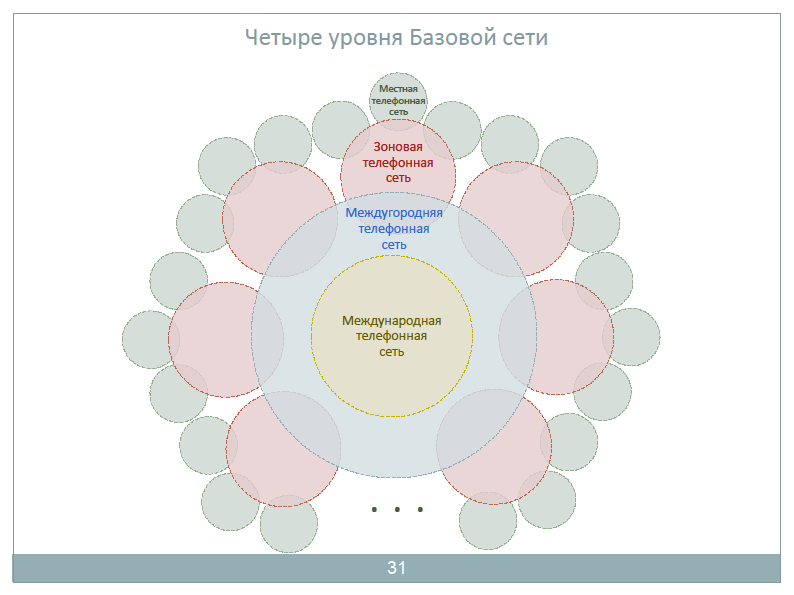 Четыре уровня Базовой сети
Местная
телефонная
сеть
Зоновая
телефонная
сеть
Междугородняя
телефонная
сеть
Международная
телефонная
сеть
. . .
31